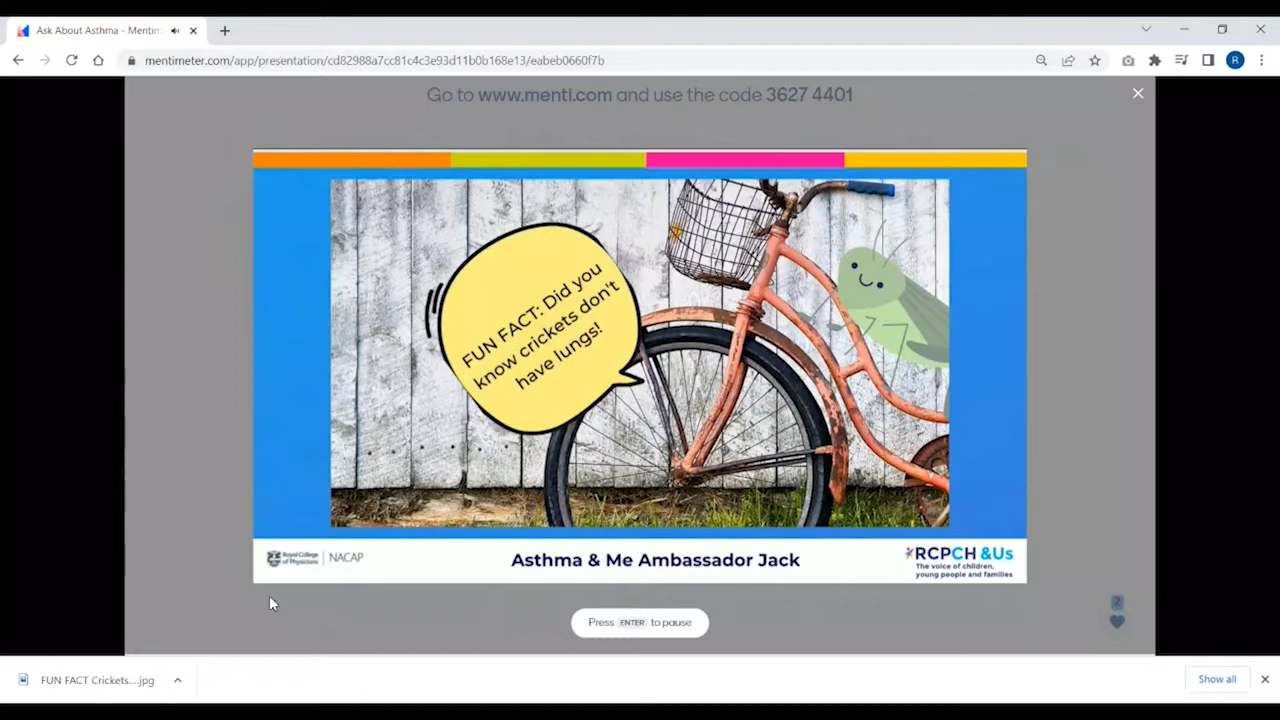 Ask About Asthma - Mentim
mentimeter.com/app/presentation/cd82988a7cc81c4c3e93d11b0b168e13/eabeb0660f7b
R
Go to www.menti.com and use the code 3627 4401
FUN FACT: Did you
know crickets don't
have lungs!
Royal College
of Physicians
NACAP
Asthma & Me Ambassador Jack
RCPCH &Us
The voice of children,
young people and families
Press ENTER to pause
2
FUN FACT Crickets....jpg
Show all